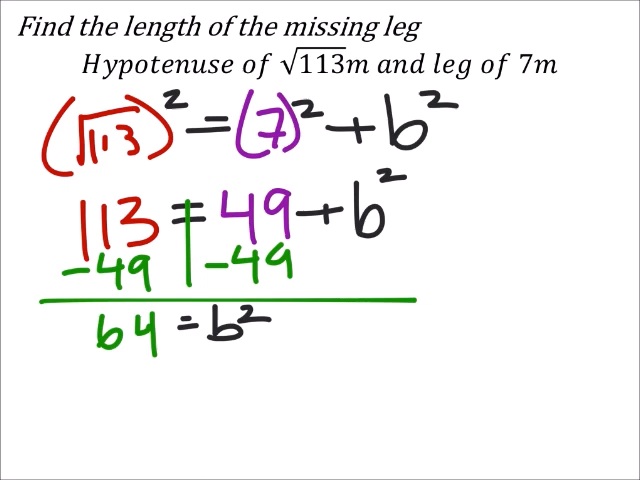 Find the length of the missing leg
Hypotenuse of √113m and leg of 7m
(√113)² = (7)² + b²
113 = 49 + b²
-49 | -49
64 = b²